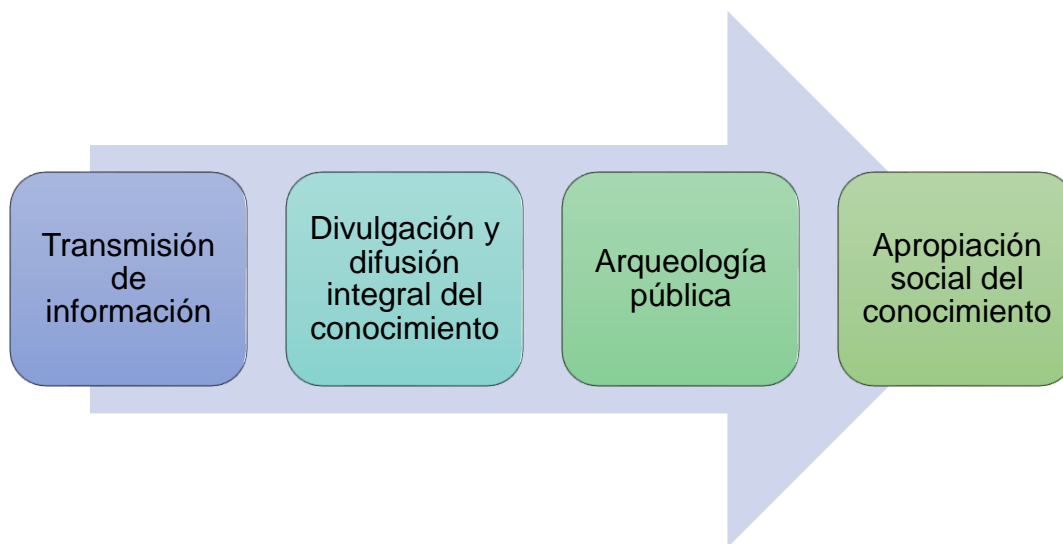 Transmisión
de
información
Divulgación y
difusión
integral del
conocimiento
Arqueología
pública
Apropiación
social del
conocimiento